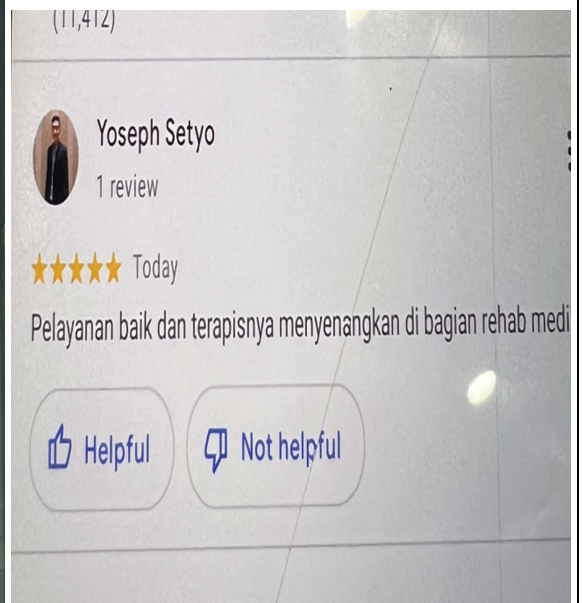 (11,412)
Yoseph Setyo
1 review
Today
Pelayanan baik dan terapisnya menyenangkan di bagian rehab medi
Helpful
Not helpful